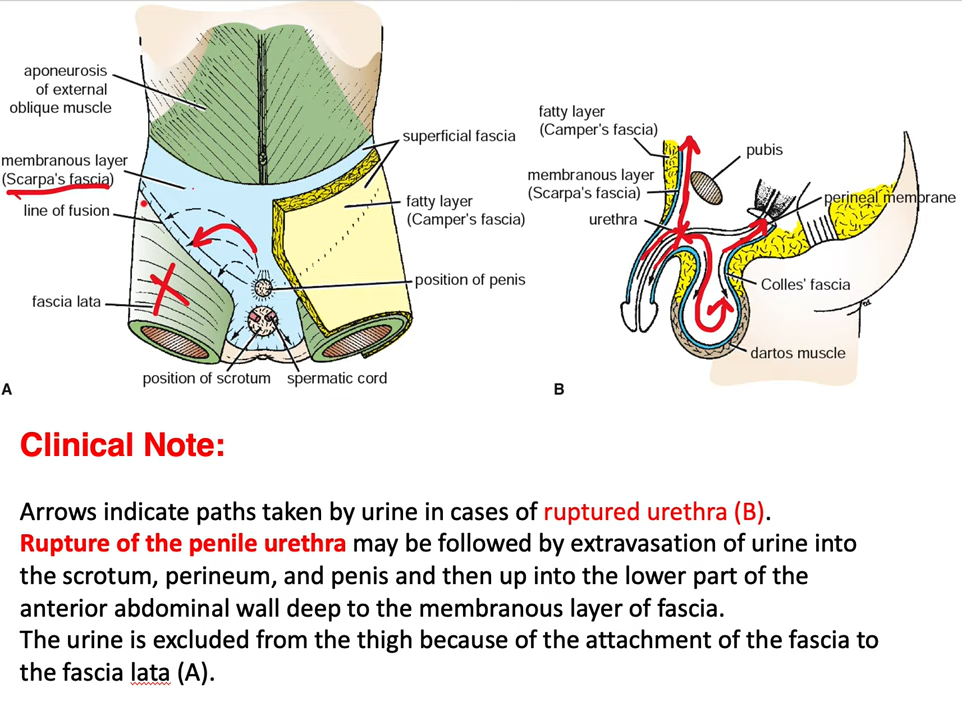 aponeurosis
of external
oblique muscle
membranous layer
(Scarpa's fascia)
line of fusion
fascia lata
superficial fascia
fatty layer
(Camper's fascia)
position of penis
position of scrotum
spermatic cord
A
fatty layer
(Camper's fascia)
membranous layer
(Scarpa's fascia)
urethra
pubis
perineal membrane
Colles' fascia
dartos muscle
B
Clinical Note:
Arrows indicate paths taken by urine in cases of ruptured urethra (B).
Rupture of the penile urethra may be followed by extravasation of urine into
the scrotum, perineum, and penis and then up into the lower part of the
anterior abdominal wall deep to the membranous layer of fascia.
The urine is excluded from the thigh because of the attachment of the fascia to
the fascia lata (A).